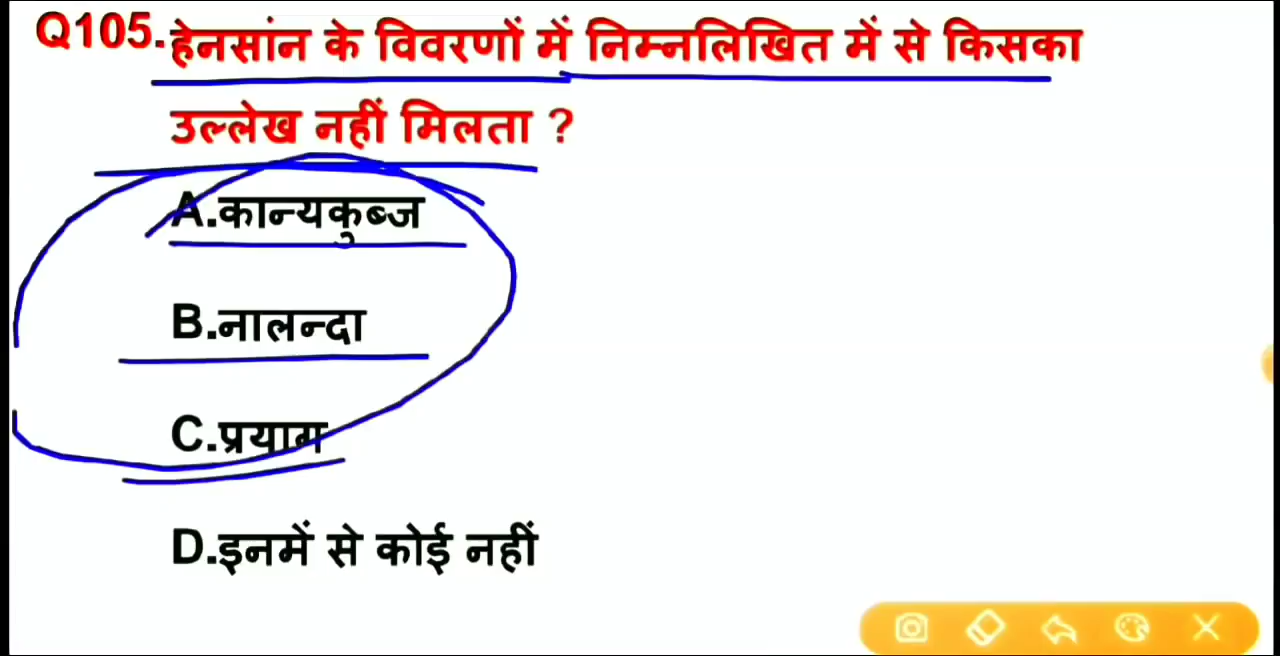 Q105.हेनसांन के विवरणों में निम्नलिखित में से किसका
उल्लेख नहीं मिलता ?
A.कान्यकुब्ज
B.नालन्दा
C.प्रयाग
D.इनमें से कोई नहीं